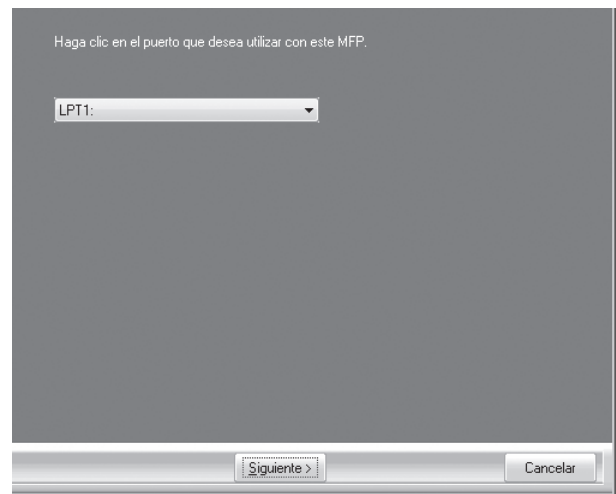 Haga clic en el puerto que desea utilizar con este MFP.
LPT1:
Siguiente >
Cancelar